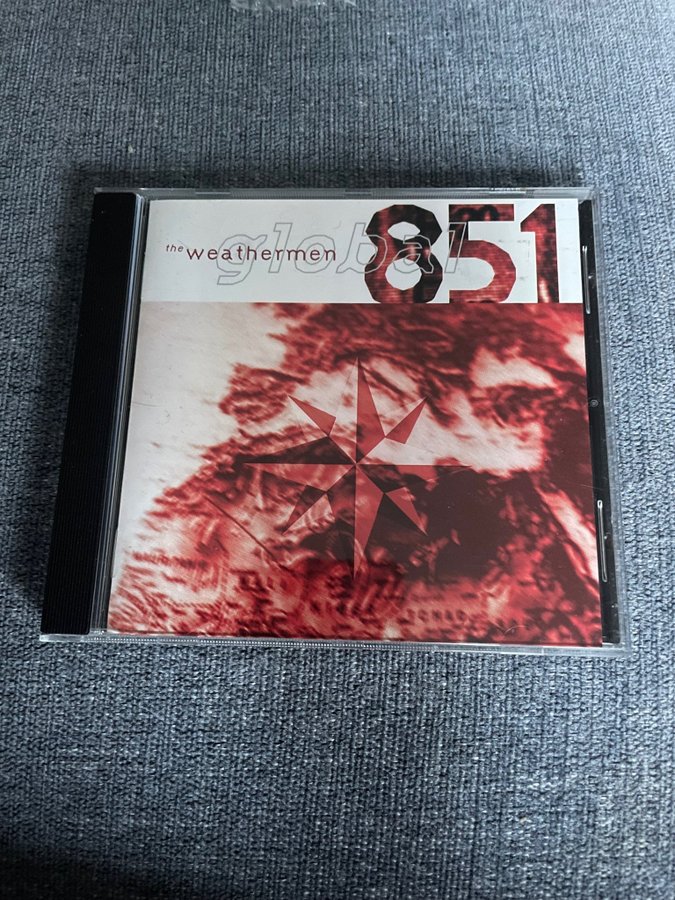 the weathermen
global 851